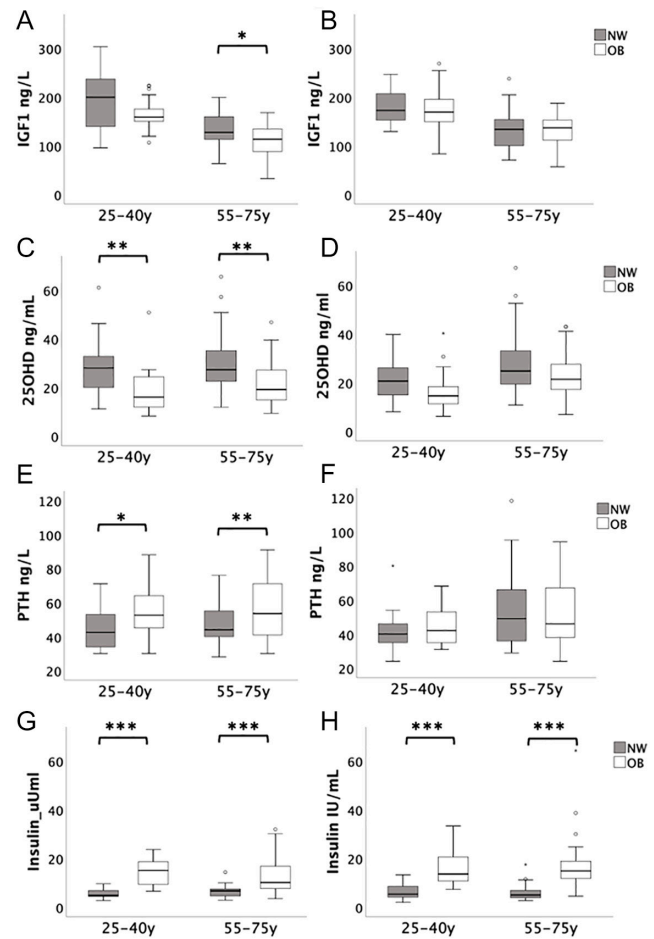 A
B
*
NW
OB
IGF1 ng/L
300
200
100
0
25-40y
55-75y
IGF1 ng/L
300
200
100
0
25-40y
55-75y
C
D
**
**
NW
OB
25OHD ng/mL
60
40
20
0
25-40y
55-75y
25OHD ng/ml
60
40
20
0
25-40y
55-75y
E
F
*
**
NW
OB
PTH ng/L
120
100
80
60
40
20
25-40y
55-75y
PTH ng/L
120
100
80
60
40
20
25-40y
55-75y
G
H
***
***
***
***
NW
OB
Insulin_uUml
60
40
20
0
25-40y
55-75y
Insulin IU/mL
60
40
20
0
25-40y
55-75y